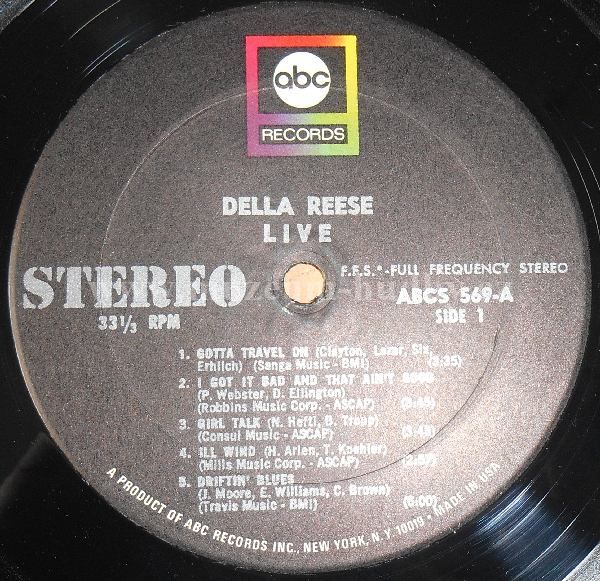 abc
RECORDS
DELLA REESE
LIVE
STEREO
33 1/3 RPM
F.F.S.*-FULL FREQUENCY STEREO
ABCS 569-A
SIDE 1
1. GOTTA TRAVEL ON (Clayton, Lazar, Six,
Erhlich) (Sanga Music - BMI) (3:35)
2. I GOT IT BAD AND THAT AIN'T GOOD
(P. Webster, D. Ellington)
(Robbins Music Corp. - ASCAP)
3. GIRL TALK (N. Hefti, B. Troup)
(Consul Music - ASCAP)
4. ILL WIND (H. Arlen, T. Koehler)
(Mills Music Corp. - ASCAP)
5. DRIFTIN' BLUES
(J. Moore, E. Williams, C. Brown)
(Travis Music - BMI) (6:00)
A PRODUCT OF ABC RECORDS INC., NEW YORK, N.Y. 10019 • MADE IN USA